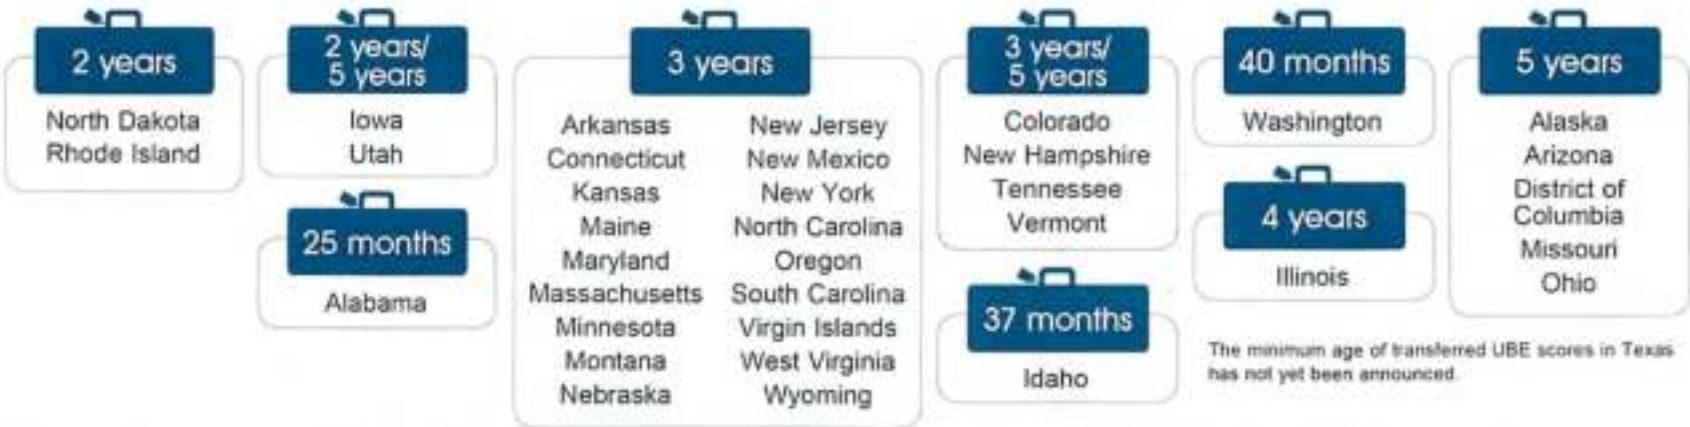 2 years
North Dakota
Rhode Island
2 years/
5 years
Iowa
Utah
25 months
Alabama
3 years
Arkansas
Connecticut
Kansas
Maine
Maryland
Massachusetts
Minnesota
Montana
Nebraska
New Jersey
New Mexico
New York
North Carolina
Oregon
South Carolina
Virgin Islands
West Virginia
Wyoming
3 years/
5 years
Colorado
New Hampshire
Tennessee
Vermont
37 months
Idaho
40 months
Washington
4 years
Illinois
5 years
Alaska
Arizona
District of
Columbia
Missouri
Ohio
The minimum age of transferred UBE scores in Texas
has not yet been announced.